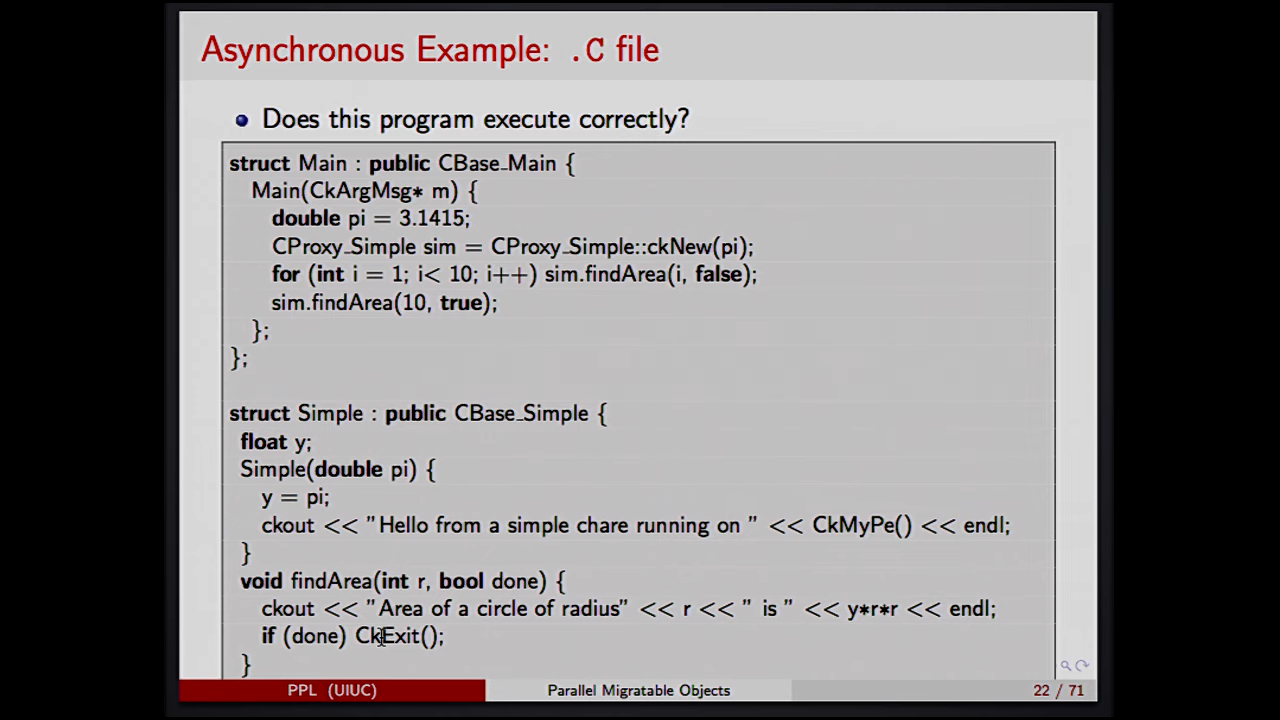 Asynchronous Example: .C file
Does this program execute correctly?
struct Main : public CBase_Main {
Main(CkArgMsg* m) {
double pi = 3.1415;
CProxy_Simple sim = CProxy_Simple::ckNew(pi);
for (int i = 1; i< 10; i++) sim.findArea(i, false);
sim.findArea(10, true);
};
};
struct Simple : public CBase_Simple {
float y;
Simple(double pi) {
y = pi;
ckout << "Hello from a simple chare running on " << CkMyPe() << endl;
}
void findArea(int r, bool done) {
ckout << "Area of a circle of radius" << r << " is " << y*r*r << endl;
if (done) CkExit();
}
PPL (UIUC) Parallel Migratable Objects 22 / 71